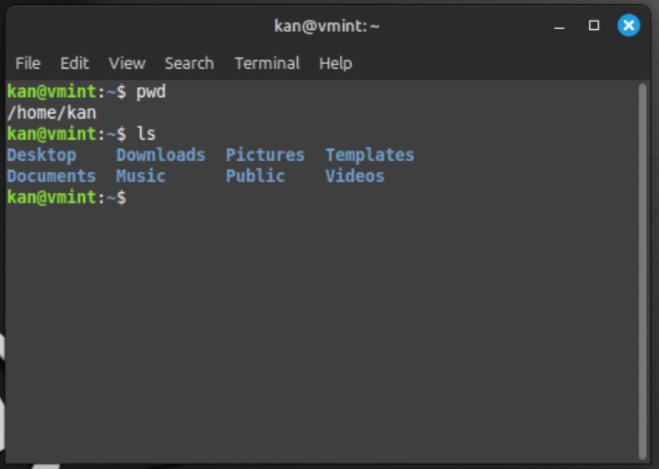 kan@vmint: ~
File Edit View Search Terminal Help
kan@vmint:~$ pwd
/home/kan
kan@vmint:~$ ls
Desktop Downloads Pictures Templates
Documents Music Public Videos
kan@vmint:~$